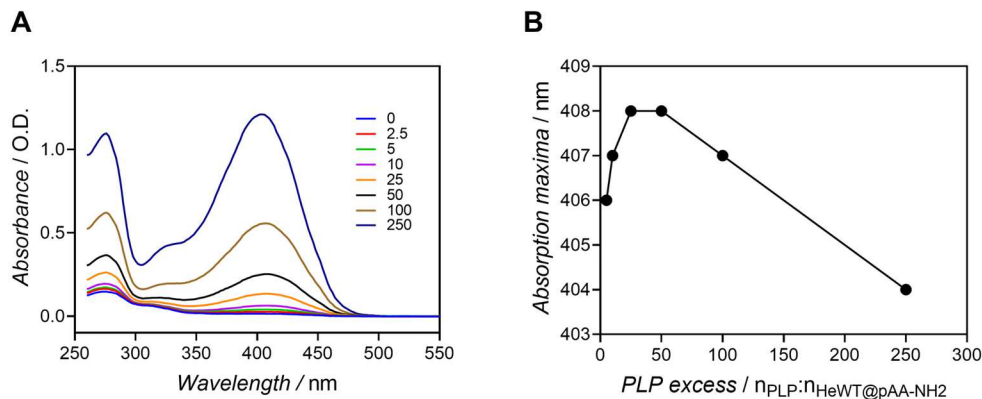 A
B
1.5
1.0
0.5
0.0
Absorbance / O.D.
250 300 350 400 450 500 550
Wavelength / nm
0
2.5
5
10
25
50
100
250
409
408
407
406
405
404
403
Absorption maxima / nm
0 50 100 150 200 250 300
PLP excess / nPLP:nHeWT@pAA-NH2